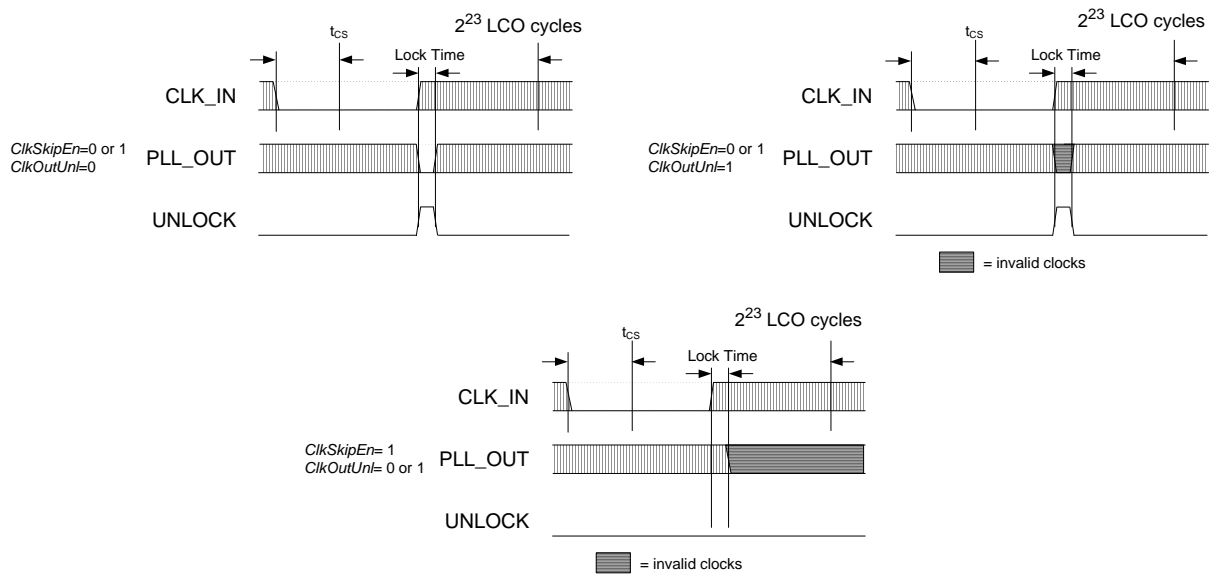 2²³ LCO cycles
tCS
Lock Time
CLK_IN
ClkSkipEn=0 or 1
ClkOutUnl=0
PLL_OUT
UNLOCK
2²³ LCO cycles
tCS
Lock Time
CLK_IN
ClkSkipEn=0 or 1
ClkOutUnl=1
PLL_OUT
UNLOCK
= invalid clocks
2²³ LCO cycles
tCS
Lock Time
CLK_IN
ClkSkipEn= 1
ClkOutUnl= 0 or 1
PLL_OUT
UNLOCK
= invalid clocks